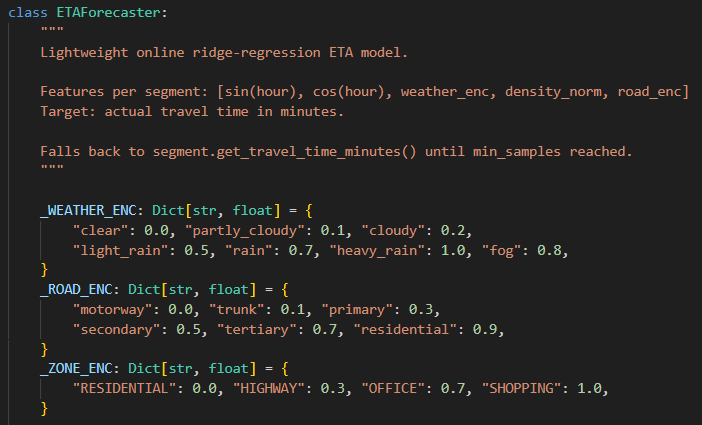 class ETAForecaster:
"""
Lightweight online ridge-regression ETA model.
Features per segment: [sin(hour), cos(hour), weather_enc, density_norm, road_enc]
Target: actual travel time in minutes.
Falls back to segment.get_travel_time_minutes() until min_samples reached.
"""
_WEATHER_ENC: Dict[str, float] = {
"clear": 0.0, "partly_cloudy": 0.1, "cloudy": 0.2,
"light_rain": 0.5, "rain": 0.7, "heavy_rain": 1.0, "fog": 0.8,
}
_ROAD_ENC: Dict[str, float] = {
"motorway": 0.0, "trunk": 0.1, "primary": 0.3,
"secondary": 0.5, "tertiary": 0.7, "residential": 0.9,
}
_ZONE_ENC: Dict[str, float] = {
"RESIDENTIAL": 0.0, "HIGHWAY": 0.3, "OFFICE": 0.7, "SHOPPING": 1.0,
}